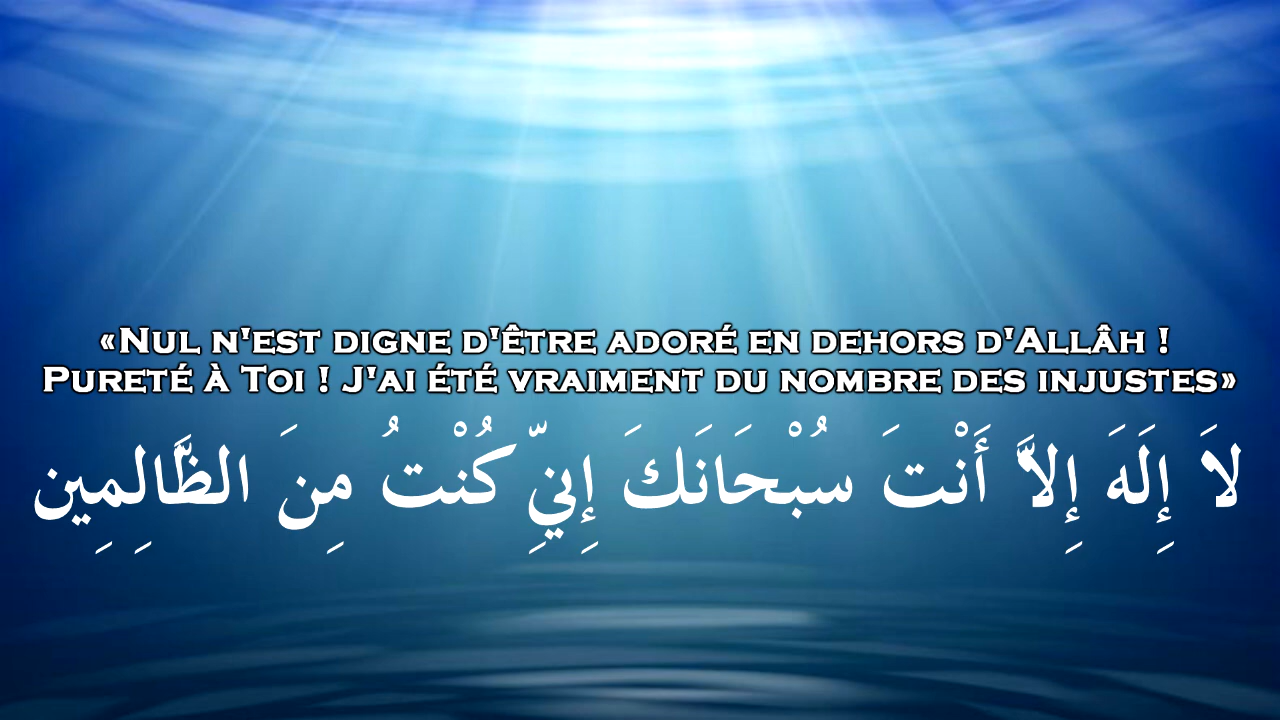 «Nul n'est digne d'être adoré en dehors d'Allâh !
Pureté à Toi ! J'ai été vraiment du nombre des injustes»
لاَ إِلَهَ إِلاَّ أَنْتَ سُبْحَانَكَ إِنيِّ كُنْتُ مِنَ الظَّالِمِين